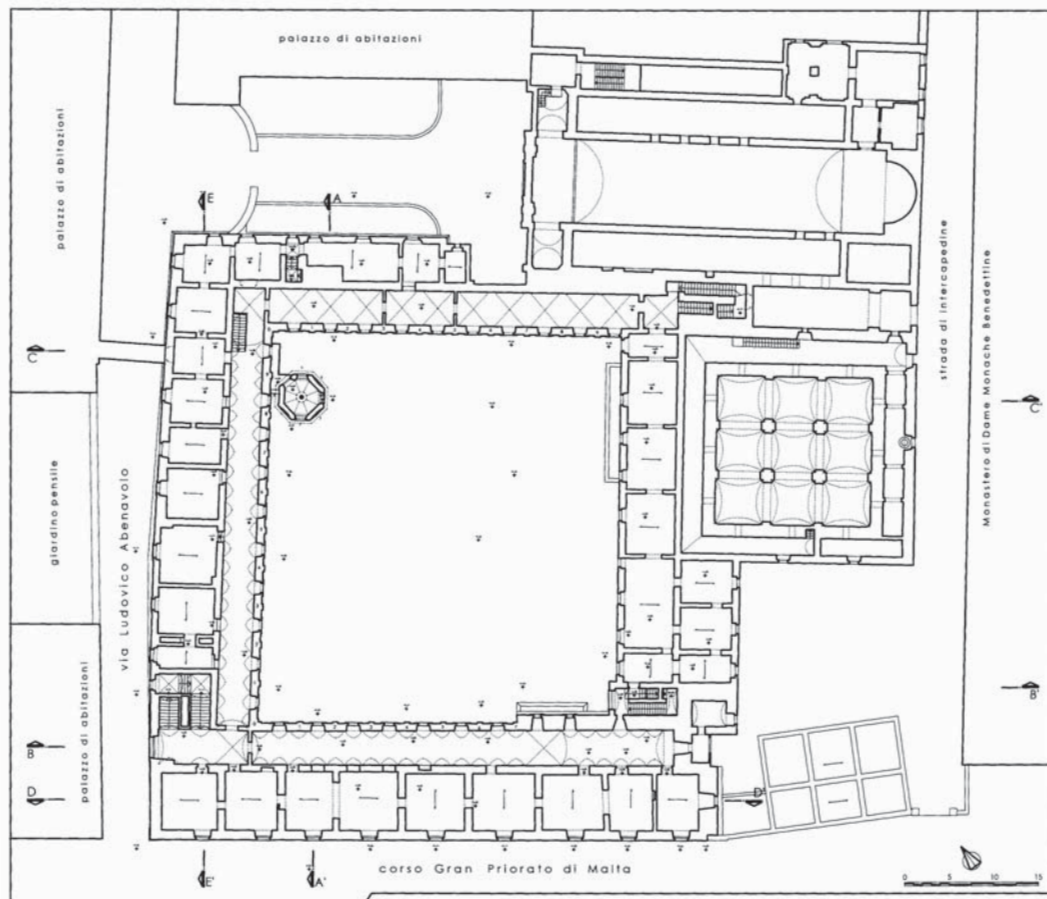 palazzo di abitazioni
palazzo di abitazioni
E
A
C
C'
giardino pensile
via Ludovico Abenavolo
strada di intercapedine
Monastero di Dame Monache Benedettine
palazzo di abitazioni
B
B'
D
D'
corso Gran Priorato di Malta
E'
A'
0 5 10 15